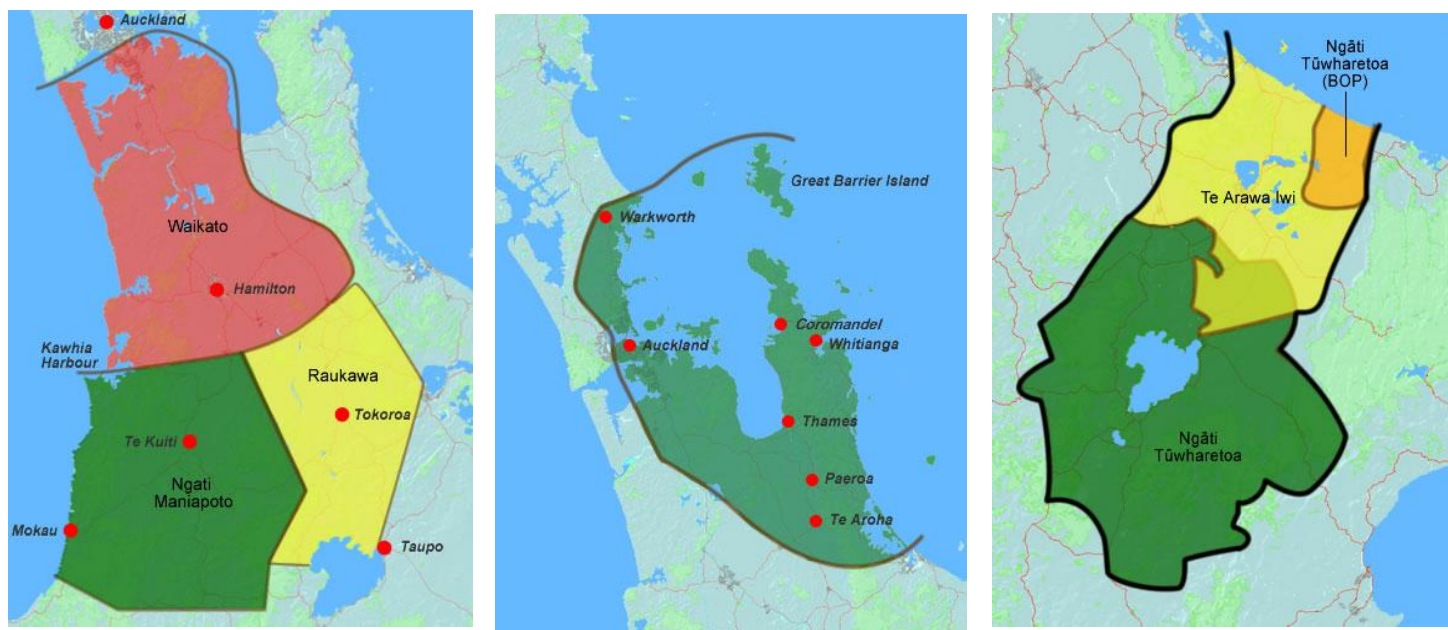 Auckland
Waikato
Hamilton
Kawhia
Harbour
Raukawa
Tokoroa
Te Kuiti
Ngati
Maniapoto
Mokau
Taupo
Great Barrier Island
Warkworth
Coromandel
Whitianga
Auckland
Thames
Paeroa
Te Aroha
Ngāti
Tūwharetoa
(BOP)
Te Arawa Iwi
Ngāti
Tūwharetoa